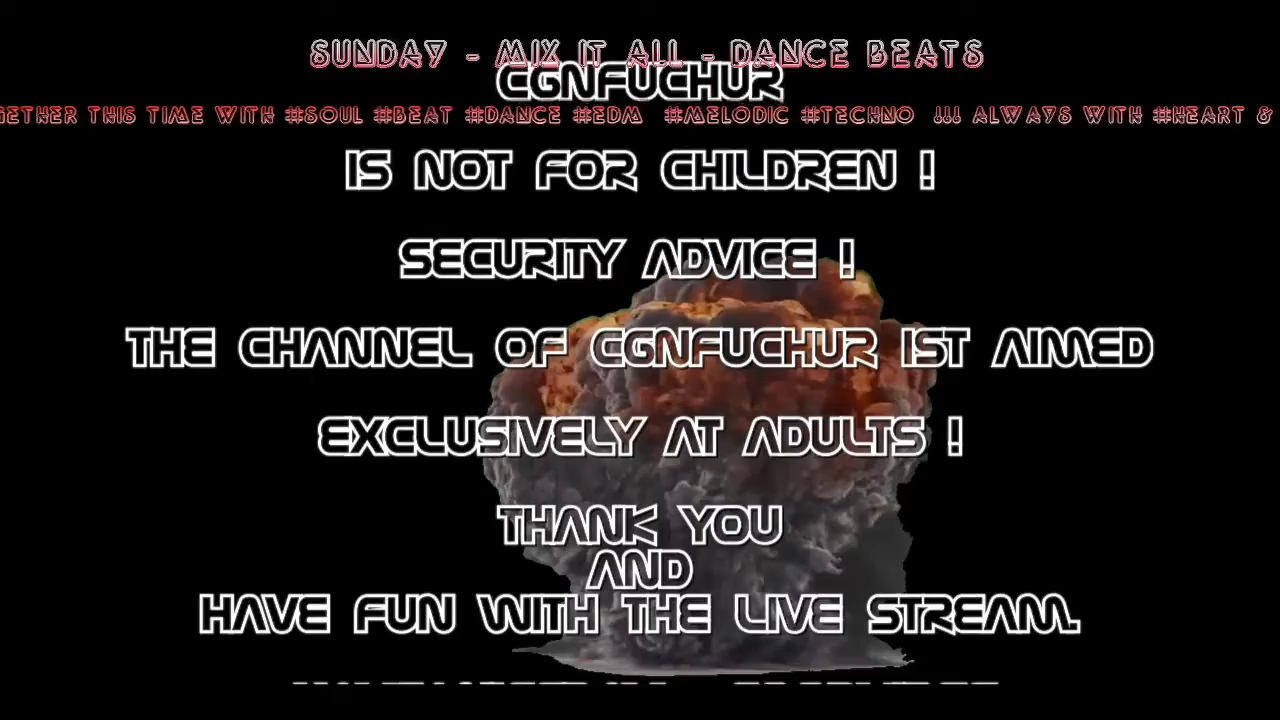 SUNDAY - MIX IT ALL - DANCE BEATS
CGNFUCHUR
GETHER THIS TIME WITH #SOUL #BEAT #DANCE #EDM #MELODIC #TECHNO !!! ALWAYS WITH #HEART &
IS NOT FOR CHILDREN !
SECURITY ADVICE !
THE CHANNEL OF CGNFUCHUR IST AIMED
EXCLUSIVELY AT ADULTS !
THANK YOU
AND
HAVE FUN WITH THE LIVE STREAM.